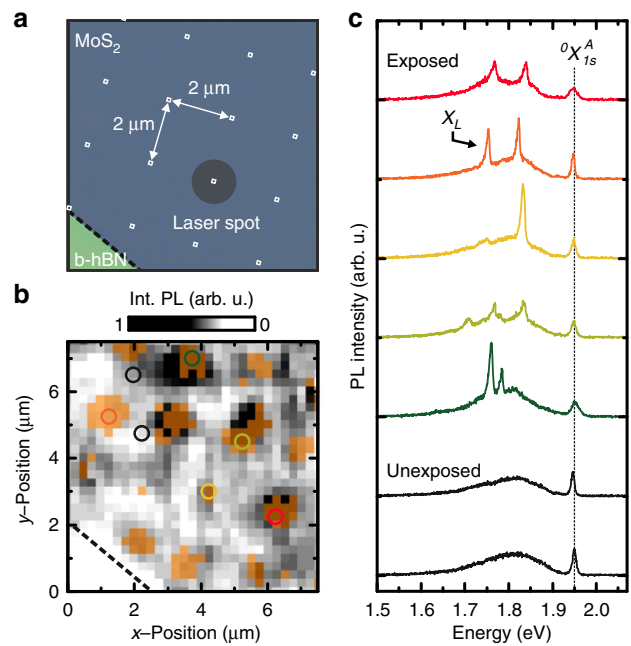 a
MoS2
2 μm
2 μm
Laser spot
b-hBN
b
Int. PL (arb. u.)
1
0
6
4
2
0
y–Position (μm)
0
2
4
6
x–Position (μm)
c
Exposed
0XA1s
XL
Unexposed
PL intensity (arb. u.)
1.5
1.6
1.7
1.8
1.9
2.0
Energy (eV)